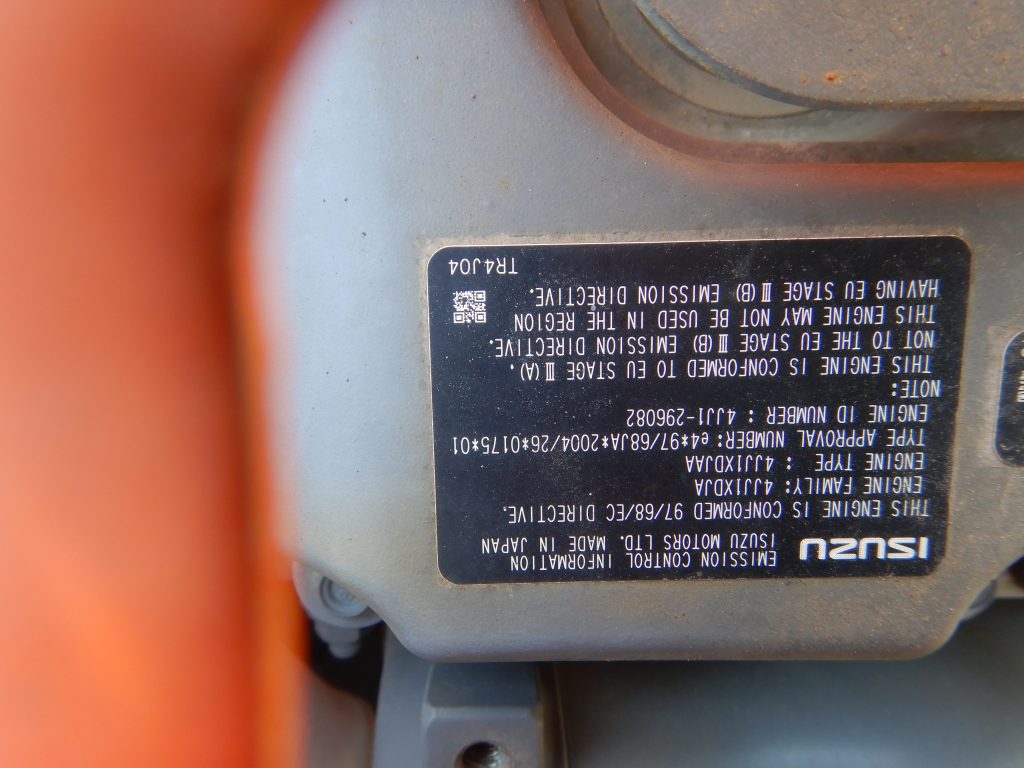 ISUZU
EMISSION CONTROL INFORMATION
ISUZU MOTORS LTD. MADE IN JAPAN
THIS ENGINE IS CONFORMED 97/68/EC DIRECTIVE.
ENGINE FAMILY: 4JJ1XDJA
ENGINE TYPE : 4JJ1XDJAA
TYPE APPROVAL NUMBER: e4*97/68JA*2004/26*0175*01
ENGINE ID NUMBER : 4JJ1-296082
NOTE:
THIS ENGINE IS CONFORMED TO EU STAGE Ⅲ(A).
NOT TO THE EU STAGE Ⅲ(B) EMISSION DIRECTIVE.
THIS ENGINE MAY NOT BE USED IN THE REGION
HAVING EU STAGE Ⅲ(B) EMISSION DIRECTIVE.
TR4J04